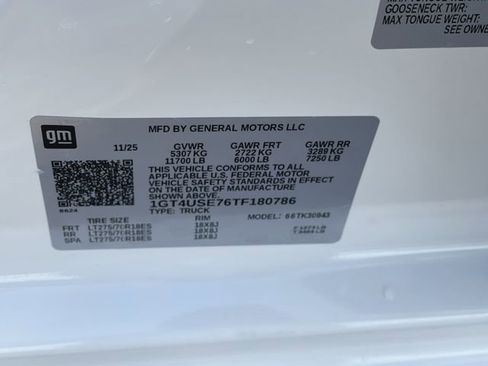 GOOSENECK TWR:
MAX TONGUE WEIGHT:
SEE OWNE
gm
MFD BY GENERAL MOTORS LLC
11/25 GVWR GAWR FRT GAWR RR
5307 KG 2722 KG 3289 KG
11700 LB 6000 LB 7250 LB
THIS VEHICLE CONFORMS TO ALL
APPLICABLE U.S. FEDERAL MOTOR
VEHICLE SAFETY STANDARDS IN EFFECT
ON THE DATE OF MANUFACTURE
SHOWN ABOVE.
1GT4USE76TF180786
TYPE: TRUCK MODEL:
TIRE SIZE RIM
FRT LT275/70R18ES 18X8J
RR LT275/70R18ES 18X8J
SPA LT275/70R18ES 18X8J